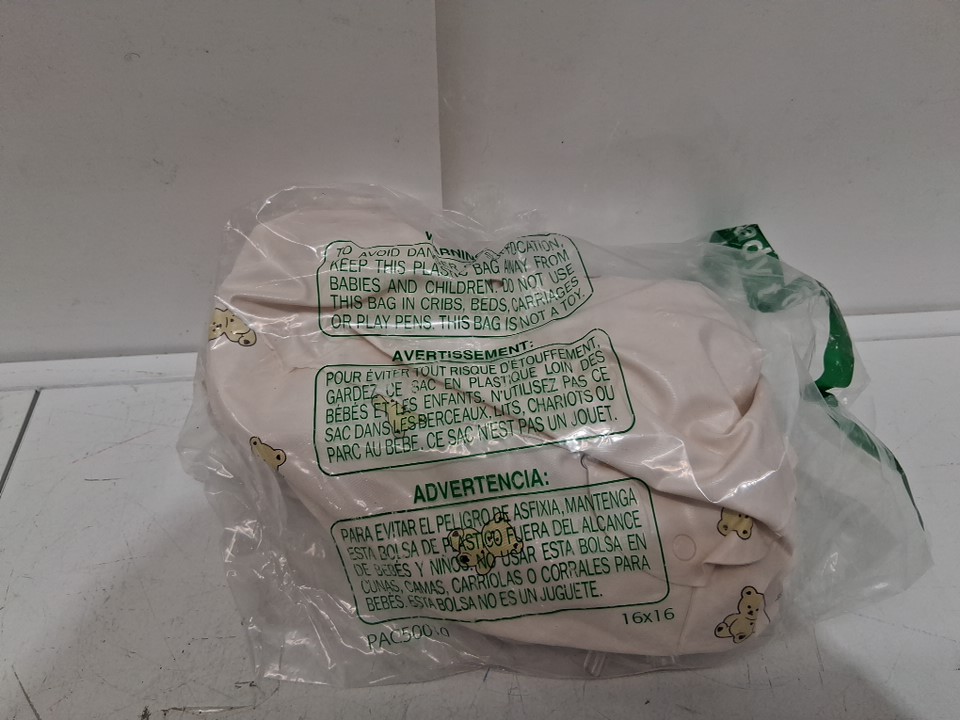 TO AVOID DANGER OF SUFFOCATION,
KEEP THIS PLASTIC BAG AWAY FROM
BABIES AND CHILDREN. DO NOT USE
THIS BAG IN CRIBS, BEDS, CARRIAGES
OR PLAY PENS. THIS BAG IS NOT A TOY.
AVERTISSEMENT:
POUR ÉVITER TOUT RISQUE D'ÉTOUFFEMENT,
GARDEZ CE SAC EN PLASTIQUE LOIN DES
BÉBÉS ET LES ENFANTS. N'UTILISEZ PAS CE
SAC DANS LES BERCEAUX, LITS, CHARIOTS OU
PARC AU BÉBÉ. CE SAC N'EST PAS UN JOUET.
ADVERTENCIA:
PARA EVITAR EL PELIGRO DE ASFIXIA, MANTENGA
ESTA BOLSA DE PLASTICO FUERA DEL ALCANCE
DE BEBÉS Y NIÑOS. NO USAR ESTA BOLSA EN
CUNAS, CAMAS, CARRIOLAS O CORRALES PARA
BEBÉS. ESTA BOLSA NO ES UN JUGUETE.
16x16